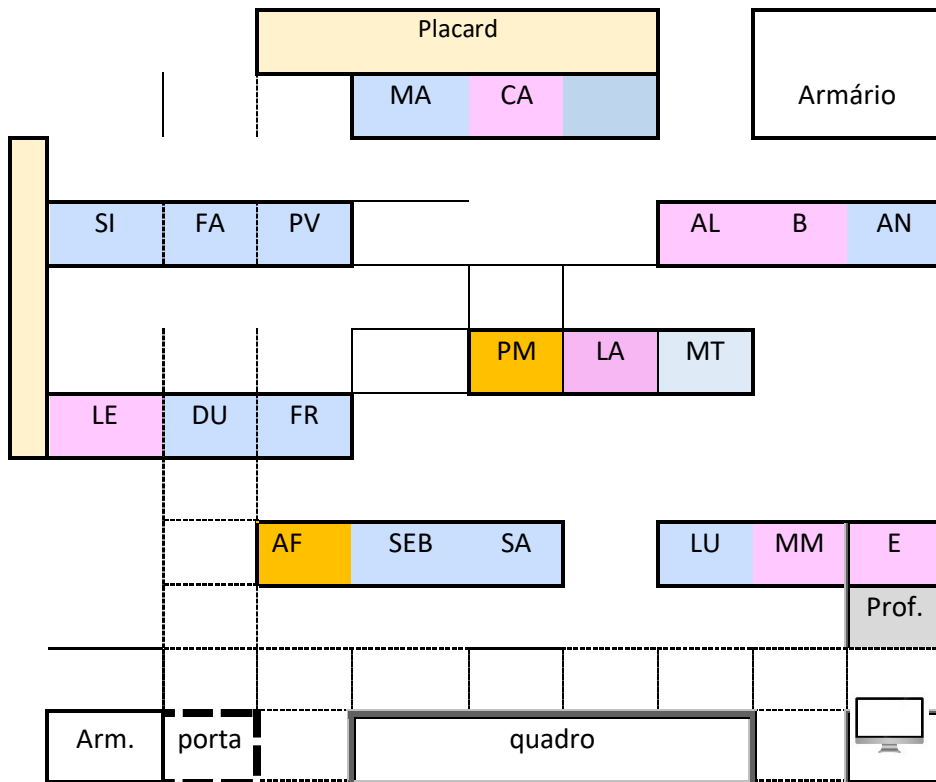 Placard
MA CA
Armário
SI FA PV
AL B AN
PM LA MT
LE DU FR
AF SEB SA
LU MM E
Prof.
Arm. porta quadro